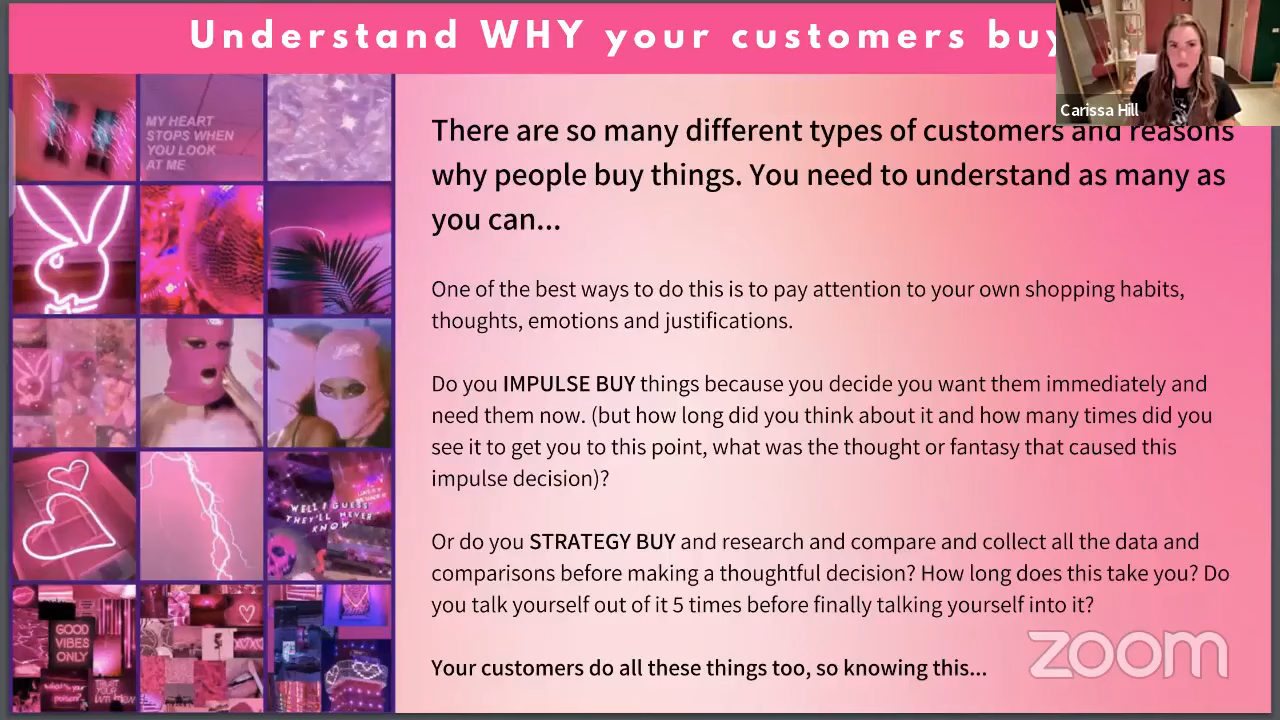 Understand WHY your customers buy
Carissa Hill
There are so many different types of customers and reasons
why people buy things. You need to understand as many as
you can...
One of the best ways to do this is to pay attention to your own shopping habits,
thoughts, emotions and justifications.
Do you IMPULSE BUY things because you decide you want them immediately and
need them now. (but how long did you think about it and how many times did you
see it to get you to this point, what was the thought or fantasy that caused this
impulse decision)?
Or do you STRATEGY BUY and research and compare and collect all the data and
comparisons before making a thoughtful decision? How long does this take you? Do
you talk yourself out of it 5 times before finally talking yourself into it?
Your customers do all these things too, so knowing this...
zoom
MY HEART
STOPS WHEN
YOU LOOK
AT ME
WELL I GUESS
THEY'LL NEVER
KNOW
GOOD
VIBES
ONLY